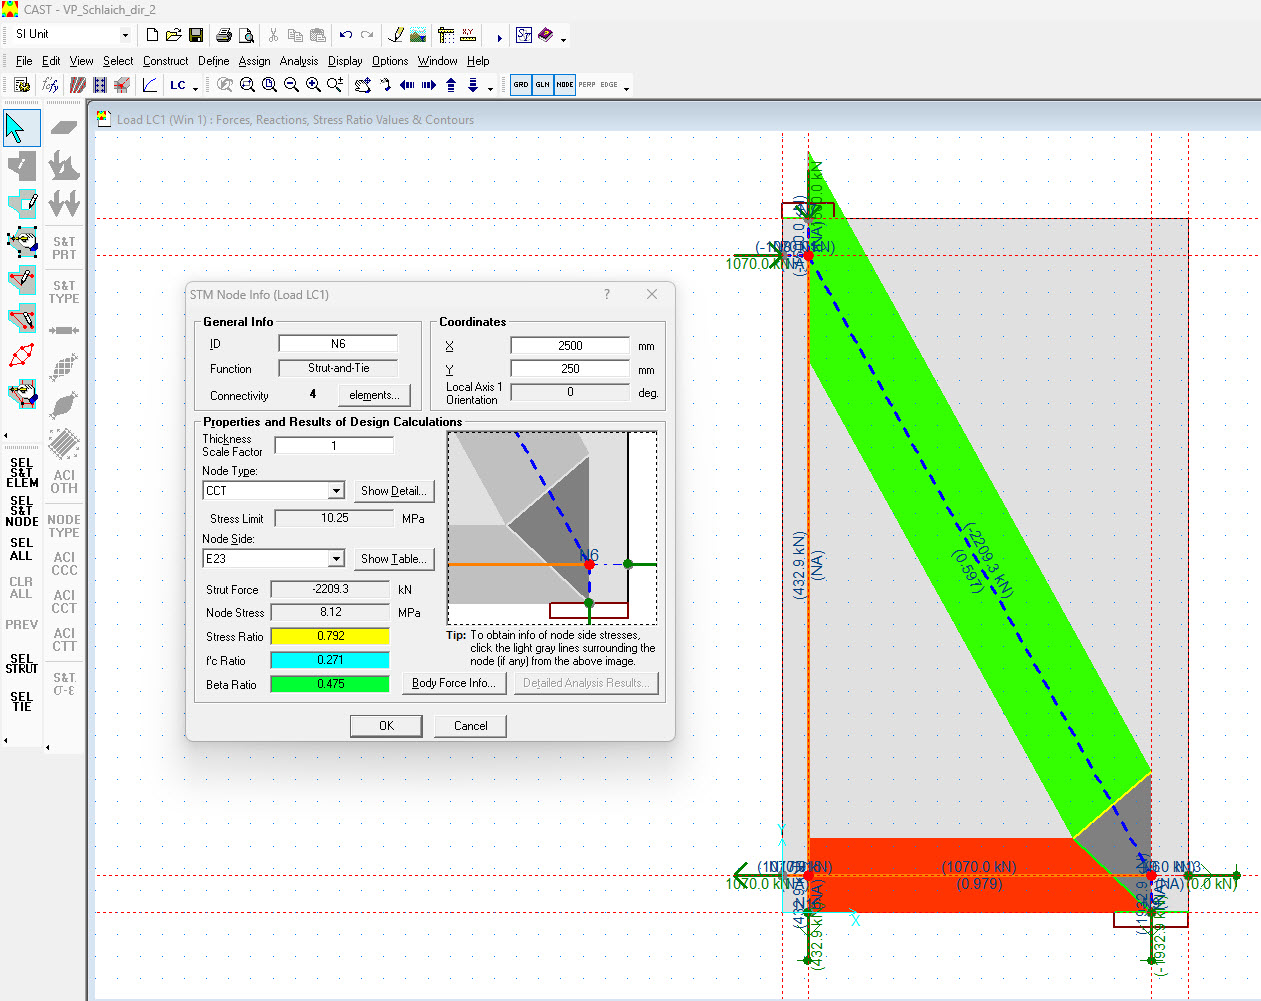 CAST - VP_Schlaich_dir_2
SI Unit
File Edit View Select Construct Define Assign Analysis Display Options Window Help
LC GRD GLN NODE PERP EDGE
Load LC1 (Win 1) : Forces, Reactions, Stress Ratio Values & Contours
S&T
PRT
S&T
TYPE
SEL
S&T
ELEM
SEL
S&T
NODE
SEL
ALL
CLR
ALL
PREV
SEL
STRUT
SEL
TIE
ACI
OTH
NODE
TYPE
ACI
CCC
ACI
CCT
ACI
CTT
S&T
σ-ε
STM Node Info (Load LC1)
General Info
ID N6
Function Strut-and-Tie
Connectivity 4 elements...
Coordinates
X 2500 mm
Y 250 mm
Local Axis 1
Orientation 0 deg.
Properties and Results of Design Calculations
Thickness
Scale Factor 1
Node Type:
CCT Show Detail...
Stress Limit 10.25 MPa
Node Side:
E23 Show Table...
Strut Force -2209.3 kN
Node Stress 8.12 MPa
Stress Ratio 0.792
f'c Ratio 0.271
Beta Ratio 0.475
N6
Tip: To obtain info of node side stresses,
click the light gray lines surrounding the
node (if any) from the above image.
Body Force Info... Detailed Analysis Results...
OK Cancel
(432.9 kN)
(NA)
(-2209.3 kN)
(0.597)
(1070.0 kN)
(0.979)
1070.0 kN
(0.0 kN)
(432.9 kN)
(-1932.9 kN)
Y
X